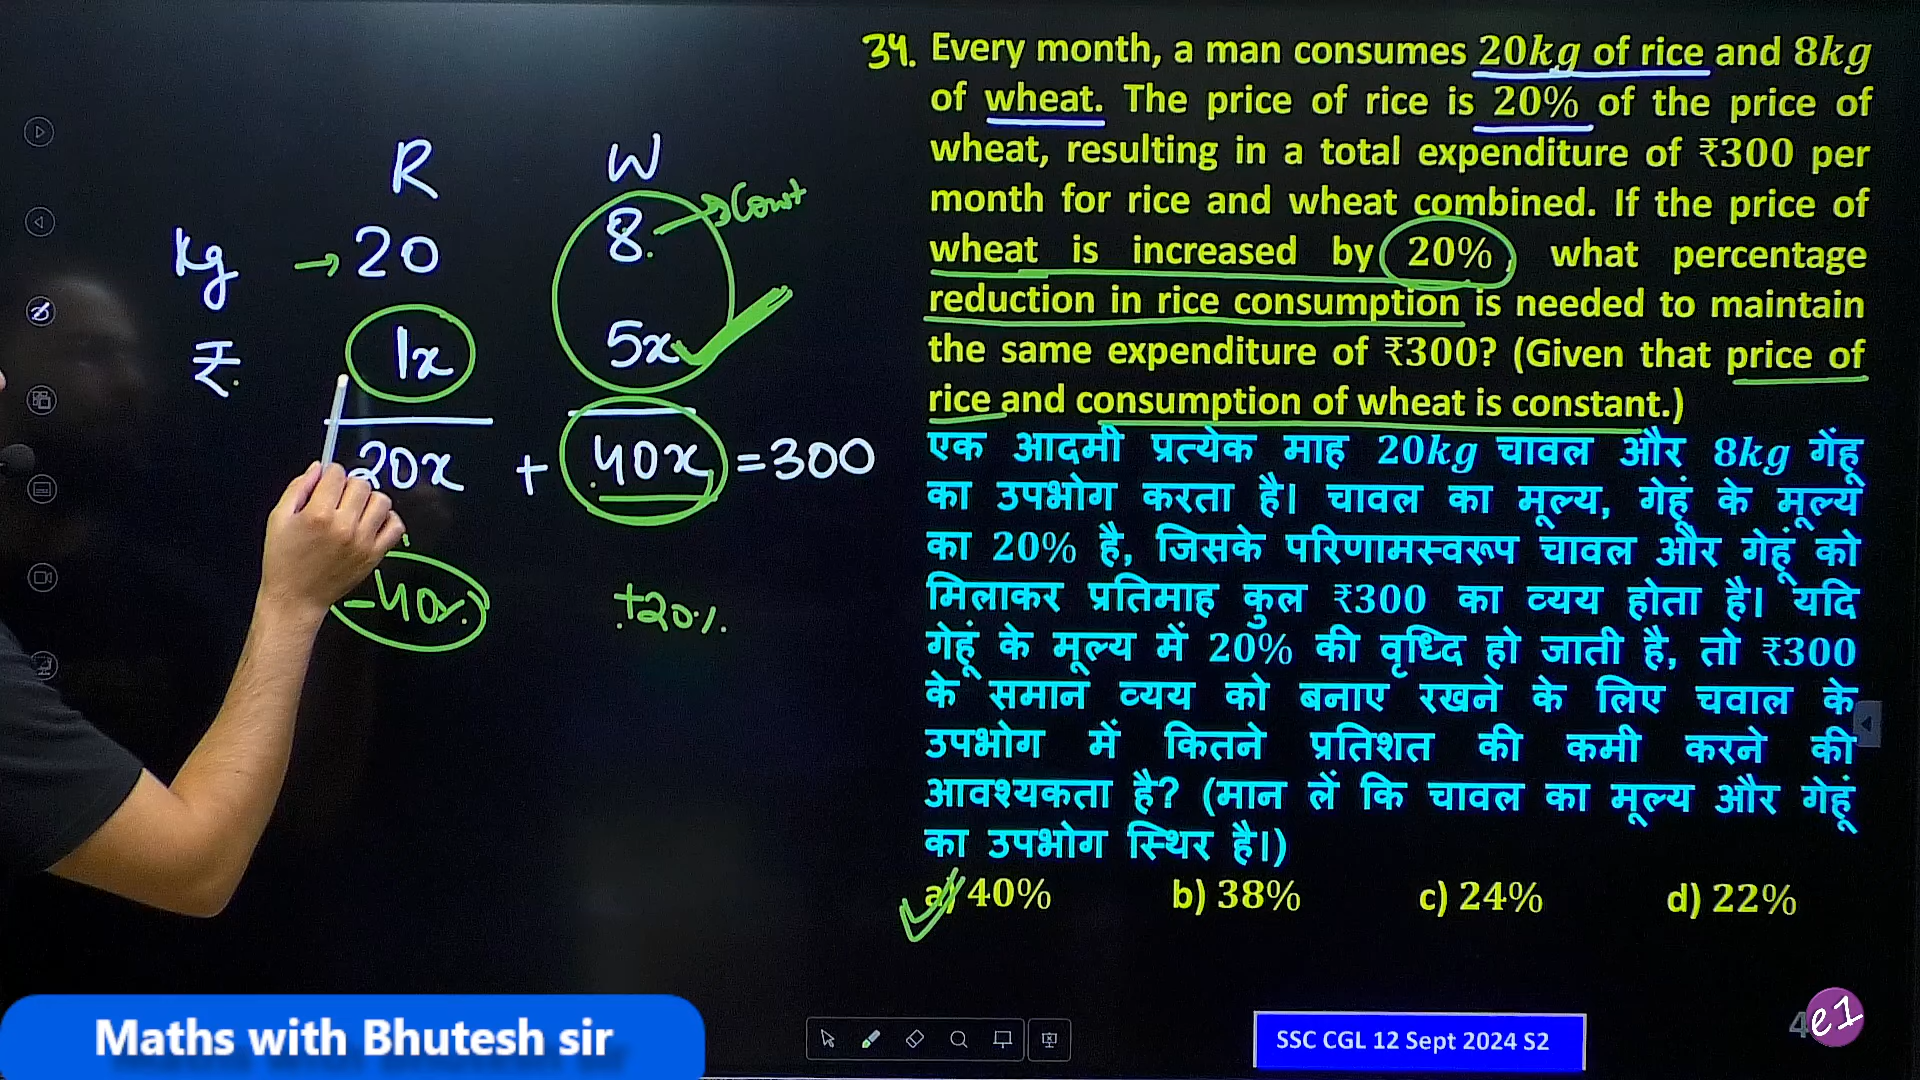 34. Every month, a man consumes 20kg of rice and 8kg
of wheat. The price of rice is 20% of the price of
wheat, resulting in a total expenditure of ₹300 per
month for rice and wheat combined. If the price of
wheat is increased by 20%, what percentage
reduction in rice consumption is needed to maintain
the same expenditure of ₹300? (Given that price of
rice and consumption of wheat is constant.)
एक आदमी प्रत्येक माह 20kg चावल और 8kg गेंहू
का उपभोग करता है। चावल का मूल्य, गेहूं के मूल्य
का 20% है, जिसके परिणामस्वरूप चावल और गेहूं को
मिलाकर प्रतिमाह कुल ₹300 का व्यय होता है। यदि
गेहूं के मूल्य में 20% की वृध्दि हो जाती है, तो ₹300
के समान व्यय को बनाए रखने के लिए चवाल के
उपभोग में कितने प्रतिशत की कमी करने की
आवश्यकता है? (मान लें कि चावल का मूल्य और गेहूं
का उपभोग स्थिर है।)
a) 40% b) 38% c) 24% d) 22%
R W
kg → 20 8 → Const
₹ 1x 5x
20x + 40x = 300
-40% +20%
Maths with Bhutesh sir
SSC CGL 12 Sept 2024 S2
e1